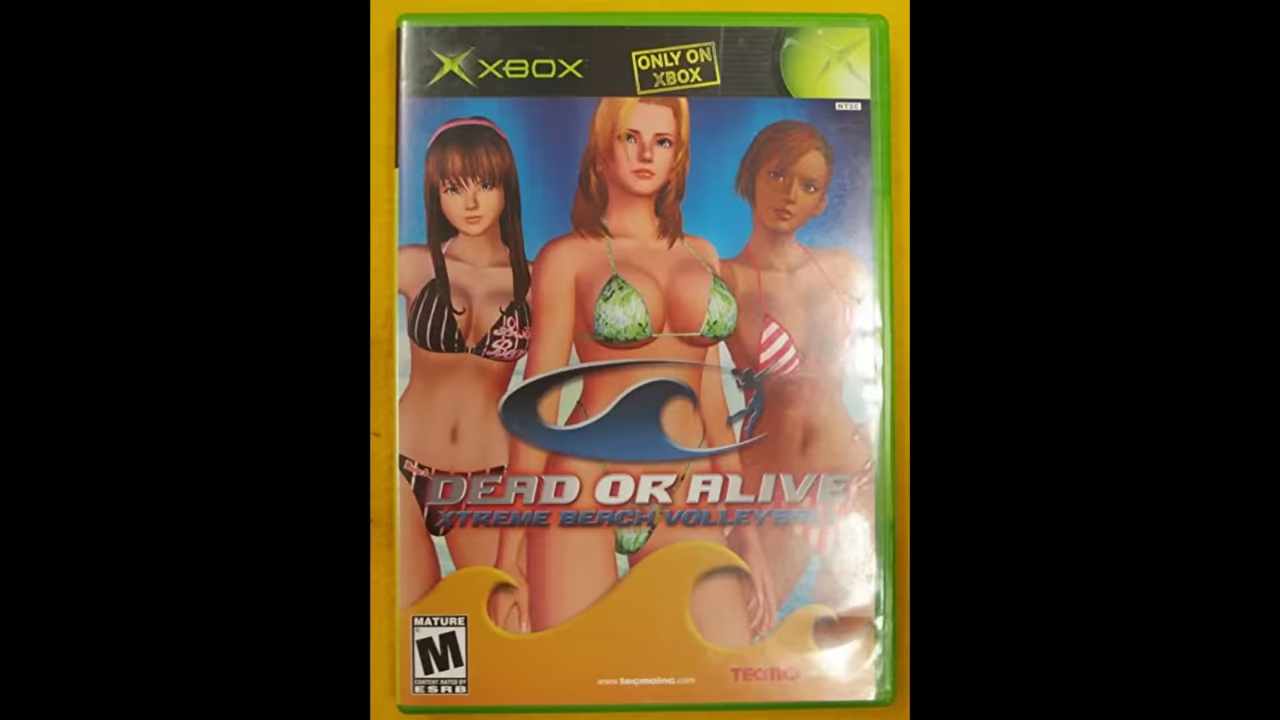 XBOX
ONLY ON
XBOX
NTSC
DEAD OR ALIVE
XTREME BEACH VOLLEYBALL
MATURE
M
CONTENT RATED BY
ESRB
www.tecmoinc.com
TECMO